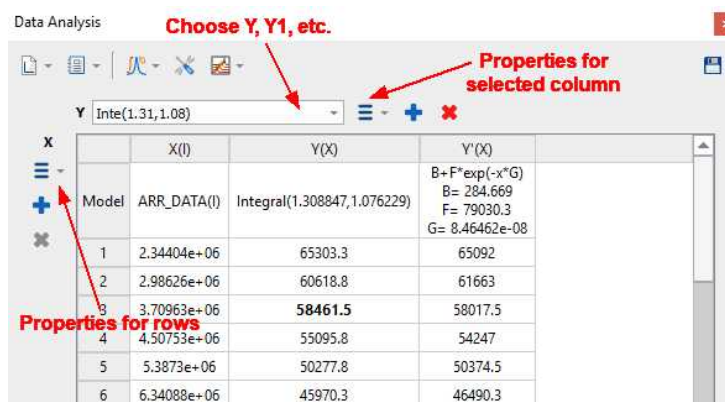 Data Analysis
Choose Y, Y1, etc.
Properties for
selected column
Y Inte(1.31,1.08)
X
X(I) Y(X) Y'(X)
Model ARR_DATA(I) Integral(1.308847,1.076229) B+F*exp(-x*G)
B= 284.669
F= 79030.3
G= 8.46462e-08
1 2.34404e+06 65303.3 65092
2 2.98626e+06 60618.8 61663
3 3.70963e+06 58461.5 58017.5
Properties for rows
4 4.50753e+06 55095.8 54247
5 5.3873e+06 50277.8 50374.5
6 6.34088e+06 45970.3 46490.3